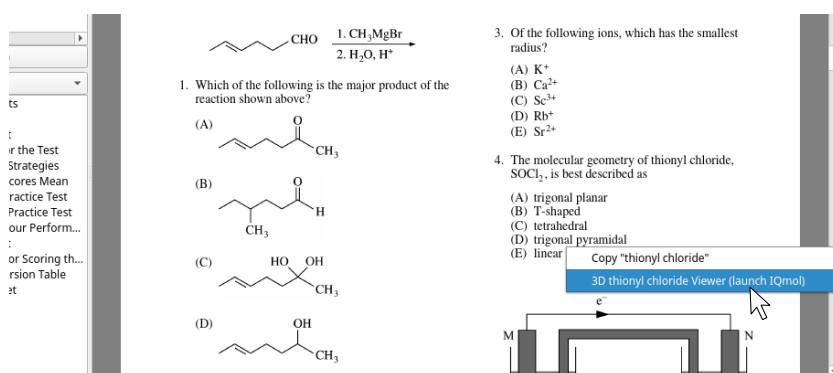 ts
t
r the Test
Strategies
cores Mean
ractice Test
Practice Test
our Perform...
:
or Scoring th...
rsion Table
et
CHO
1. CH₃MgBr
2. H₂O, H⁺
1. Which of the following is the major product of the
reaction shown above?
(A)
O
CH₃
(B)
O
H
CH₃
(C)
HO OH
CH₃
(D)
OH
CH₃
3. Of the following ions, which has the smallest
radius?
(A) K⁺
(B) Ca²⁺
(C) Sc³⁺
(D) Rb⁺
(E) Sr²⁺
4. The molecular geometry of thionyl chloride,
SOCl₂, is best described as
(A) trigonal planar
(B) T-shaped
(C) tetrahedral
(D) trigonal pyramidal
(E) linear
Copy "thionyl chloride"
3D thionyl chloride Viewer (launch IQmol)
e⁻
M
N